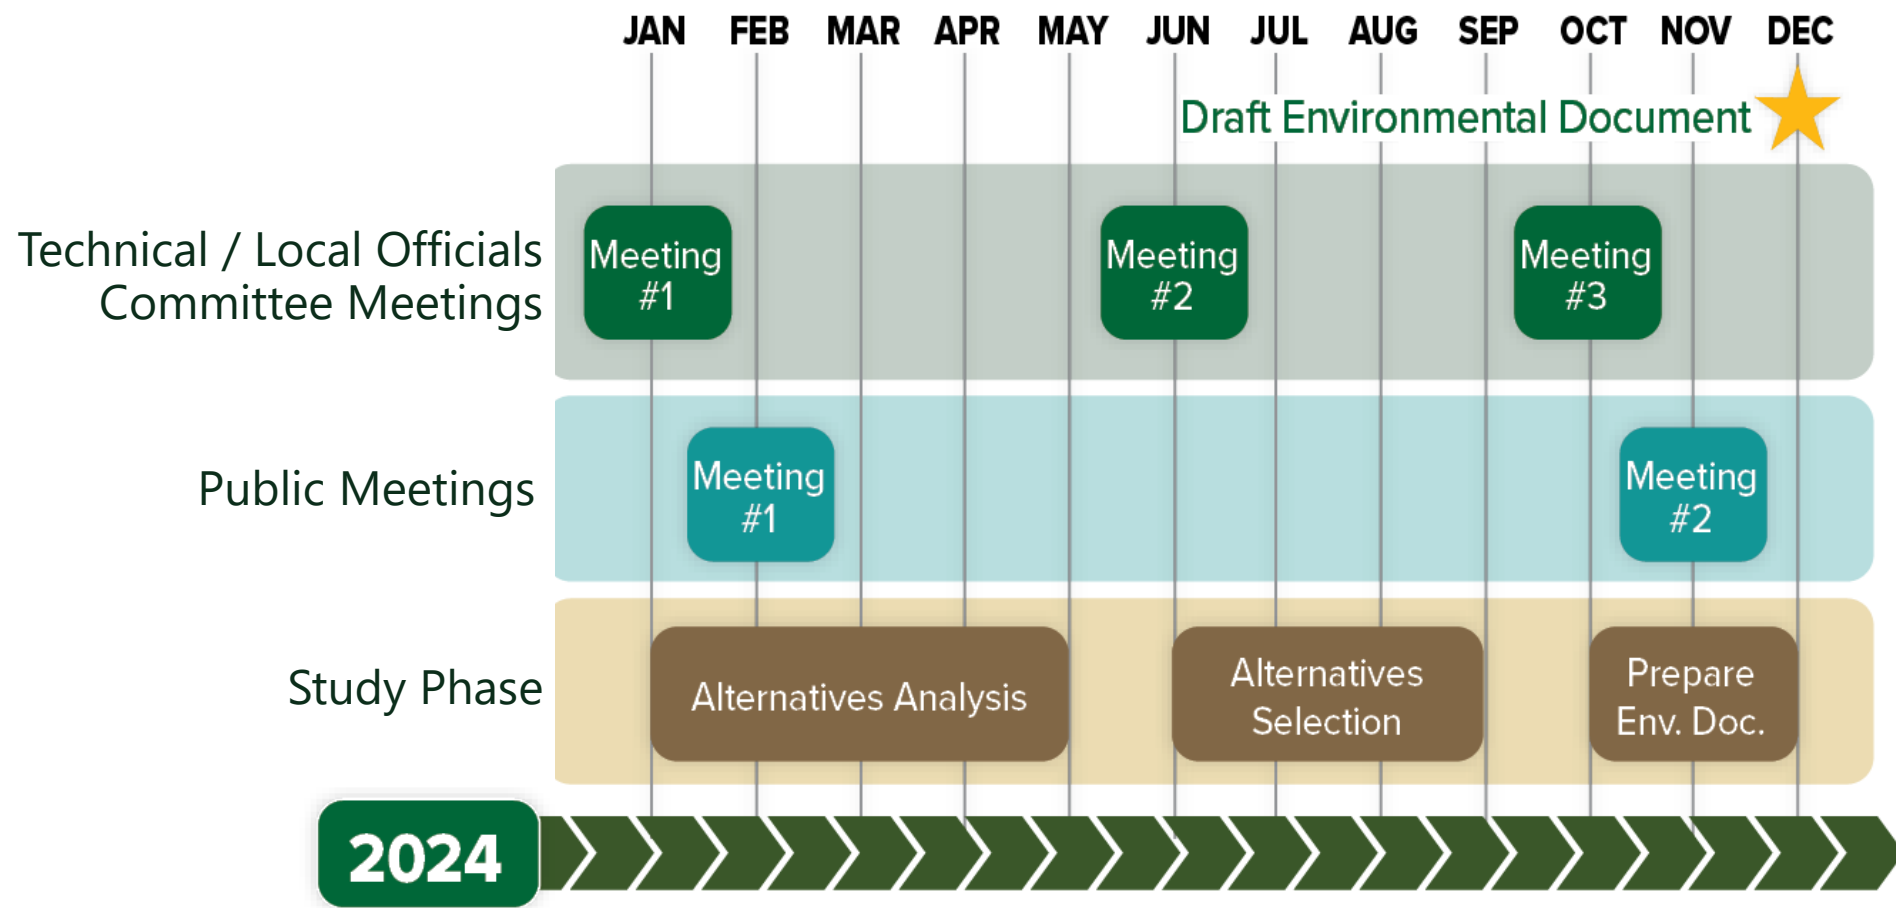 JAN FEB MAR APR MAY JUN JUL AUG SEP OCT NOV DEC
Draft Environmental Document
Technical / Local Officials
Committee Meetings
Meeting
#1
Meeting
#2
Meeting
#3
Public Meetings
Meeting
#1
Meeting
#2
Study Phase
Alternatives Analysis
Alternatives
Selection
Prepare
Env. Doc.
2024